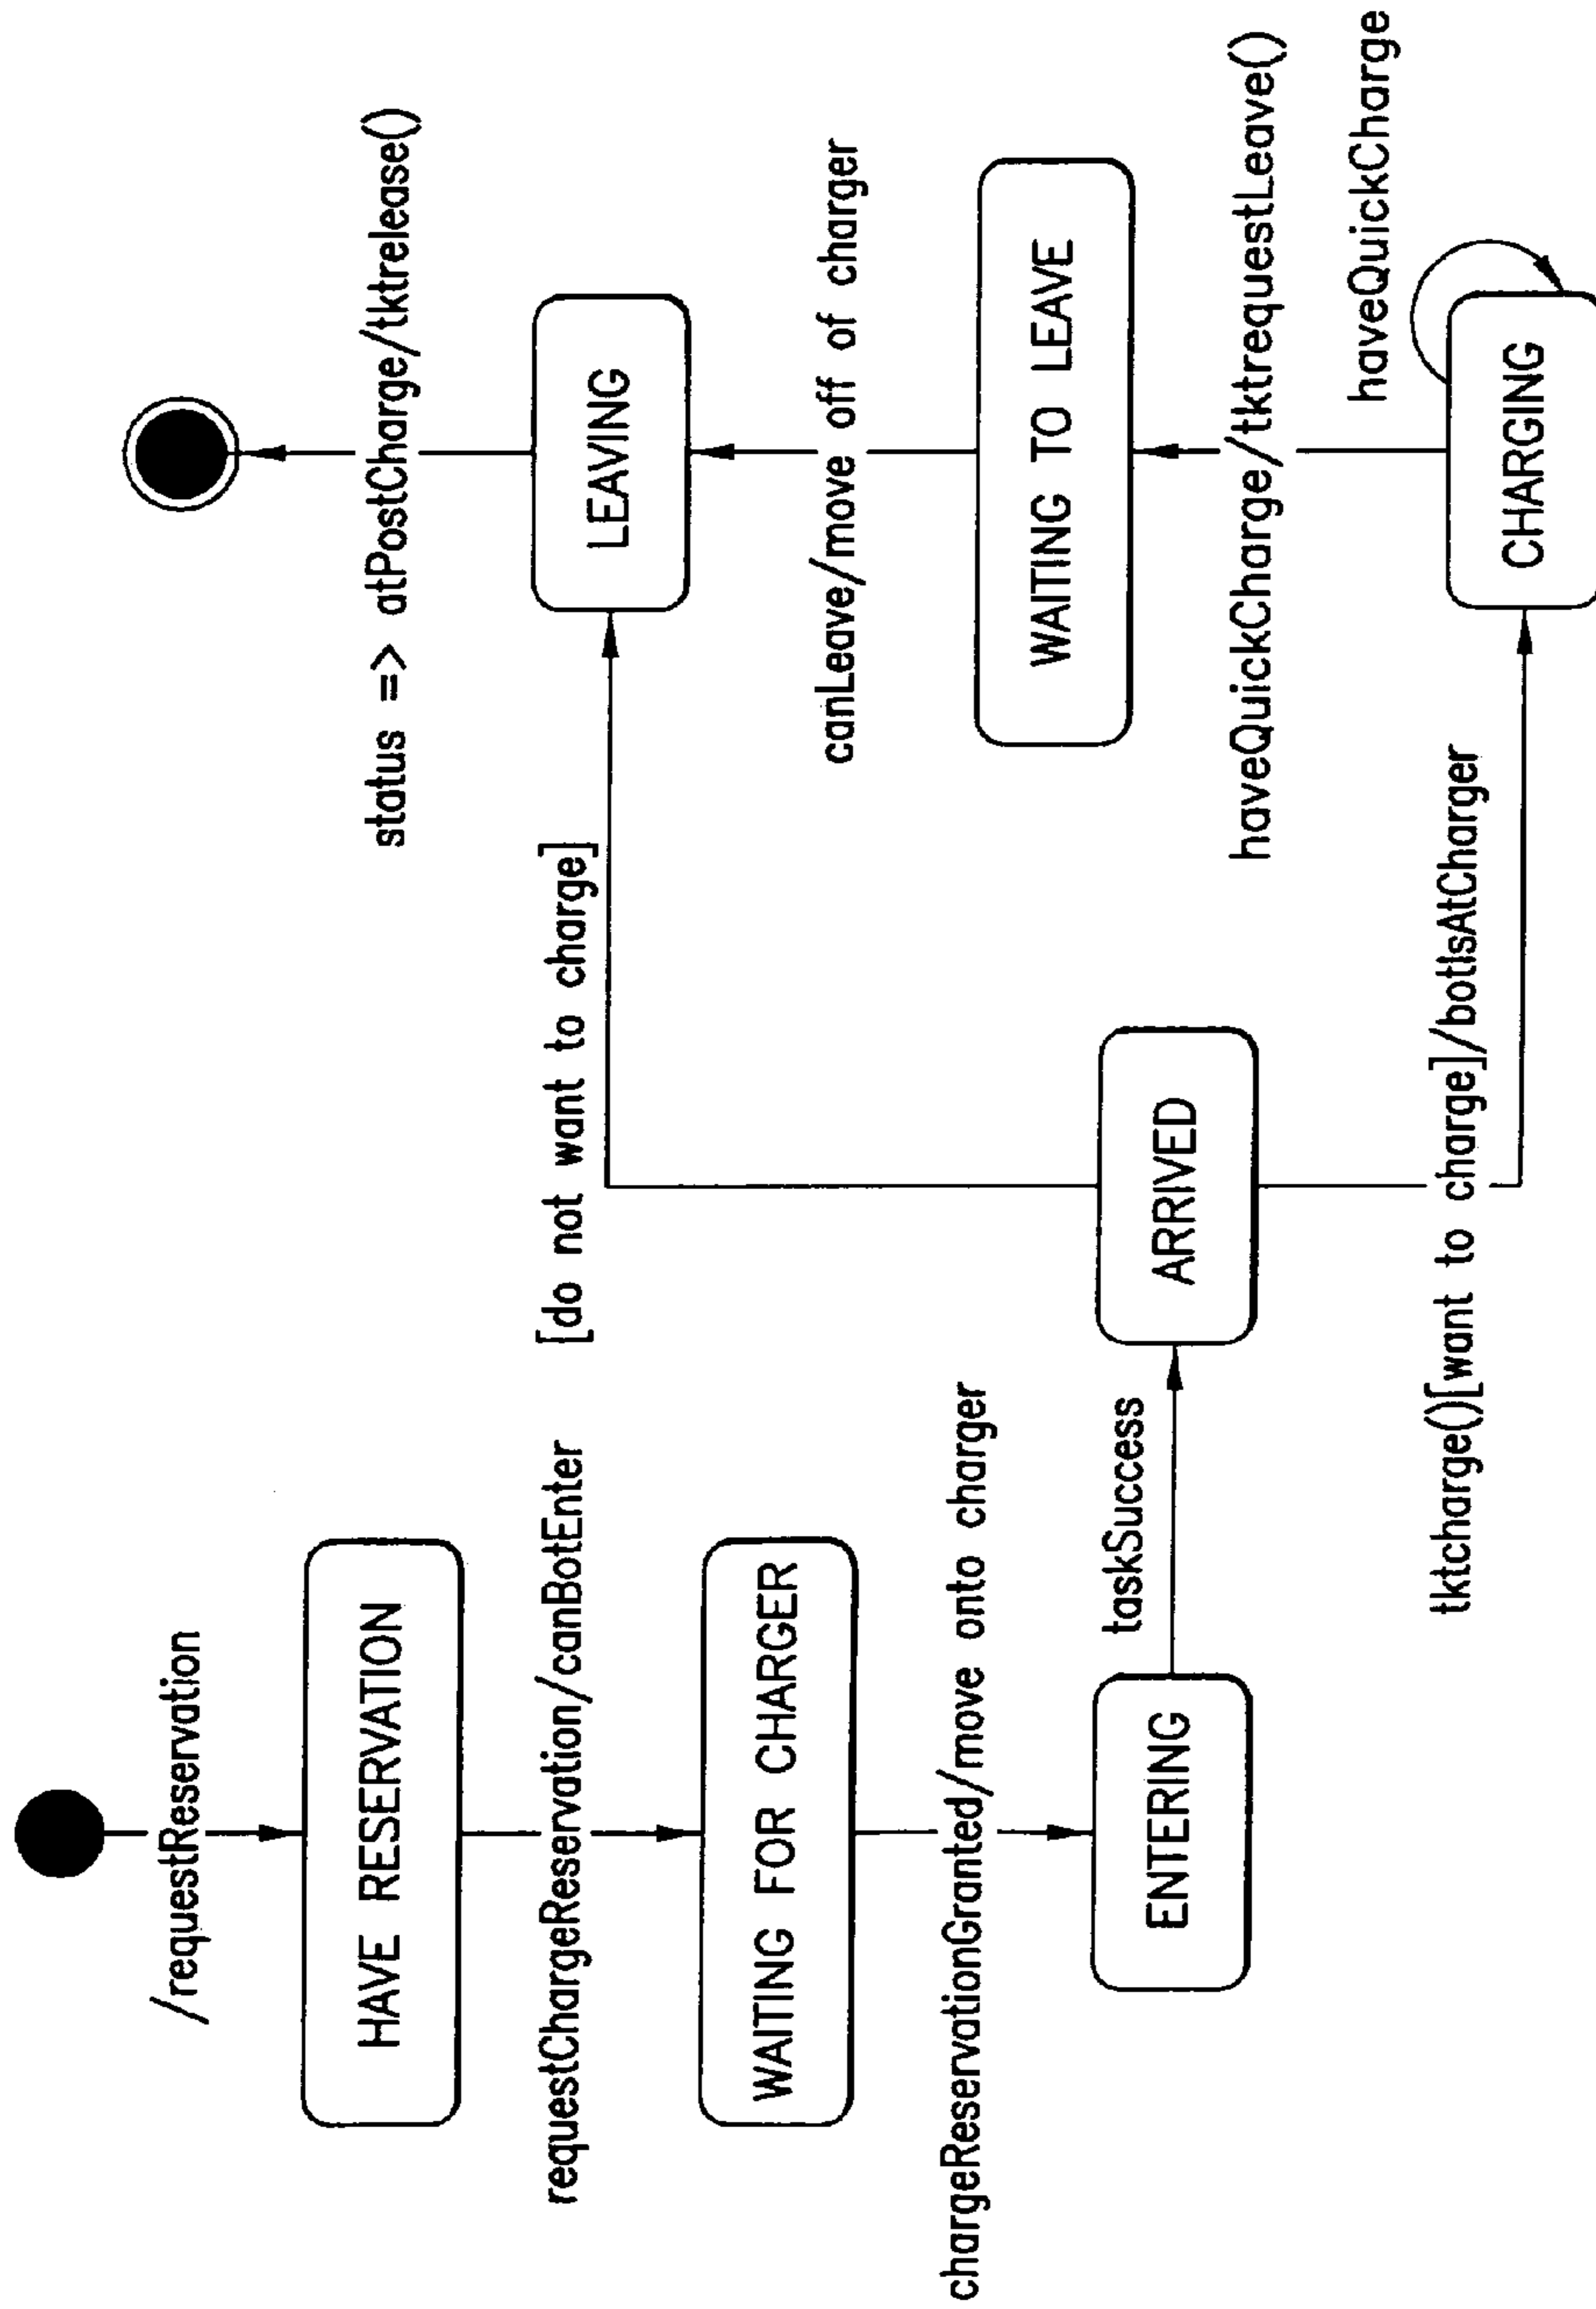 /requestReservation
HAVE RESERVATION
requestChargeReservation/canBotEnter
WAITING FOR CHARGER
chargeReservationGranted/move onto charger
ENTERING
taskSuccess
ARRIVED
[do not want to charge]
tktcharge()[want to charge]/botIsAtCharger
status => atPostCharge/tktrelease()
LEAVING
canLeave/move off of charger
WAITING TO LEAVE
haveQuickCharge/tktrequestLeave()
haveQuickCharge
CHARGING